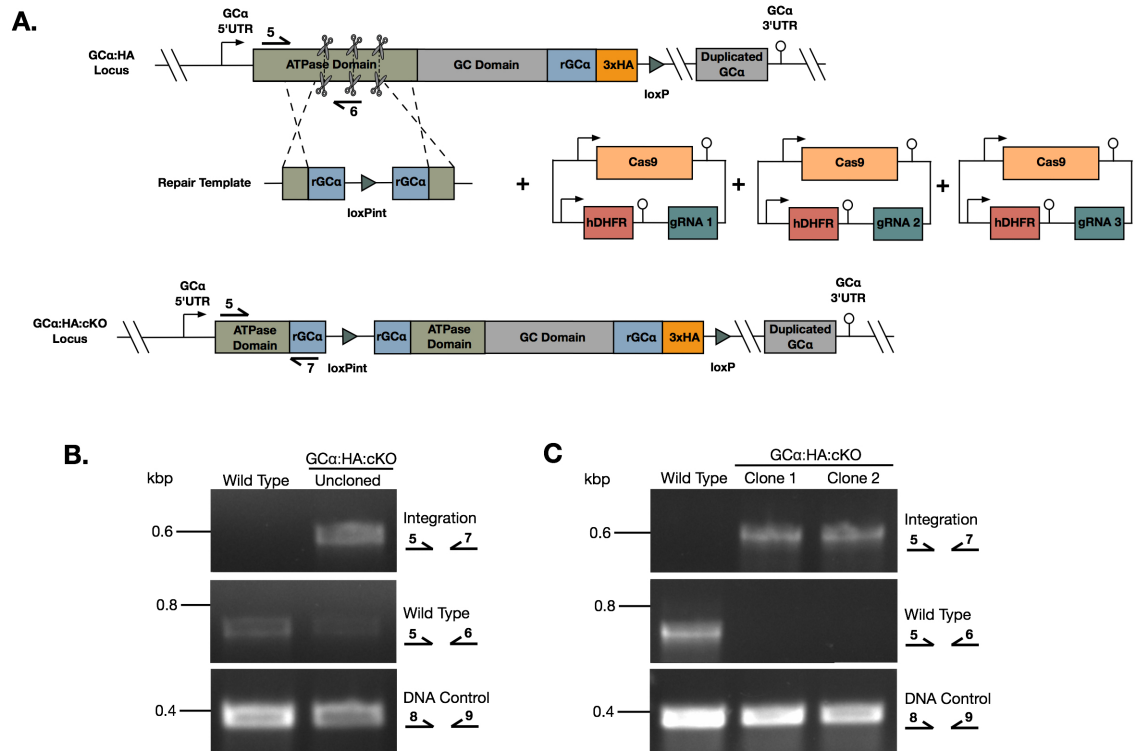 A.
GCα
5'UTR
GCα
3'UTR
5
GCα:HA
Locus
ATPase Domain
GC Domain
rGCα
3xHA
loxP
Duplicated
GCα
6
Repair Template
rGCα
loxPint
rGCα
+
Cas9
hDHFR
gRNA 1
+
Cas9
hDHFR
gRNA 2
+
Cas9
hDHFR
gRNA 3
GCα
5'UTR
GCα
3'UTR
5
GCα:HA:cKO
Locus
ATPase
Domain
rGCα
7
loxPint
rGCα
ATPase
Domain
GC Domain
rGCα
3xHA
loxP
Duplicated
GCα
B.
kbp
GCα:HA:cKO
Wild Type Uncloned
0.6
Integration
5 7
0.8
Wild Type
5 6
0.4
DNA Control
8 9
C
kbp
GCα:HA:cKO
Wild Type Clone 1 Clone 2
0.6
Integration
5 7
0.8
Wild Type
5 6
0.4
DNA Control
8 9